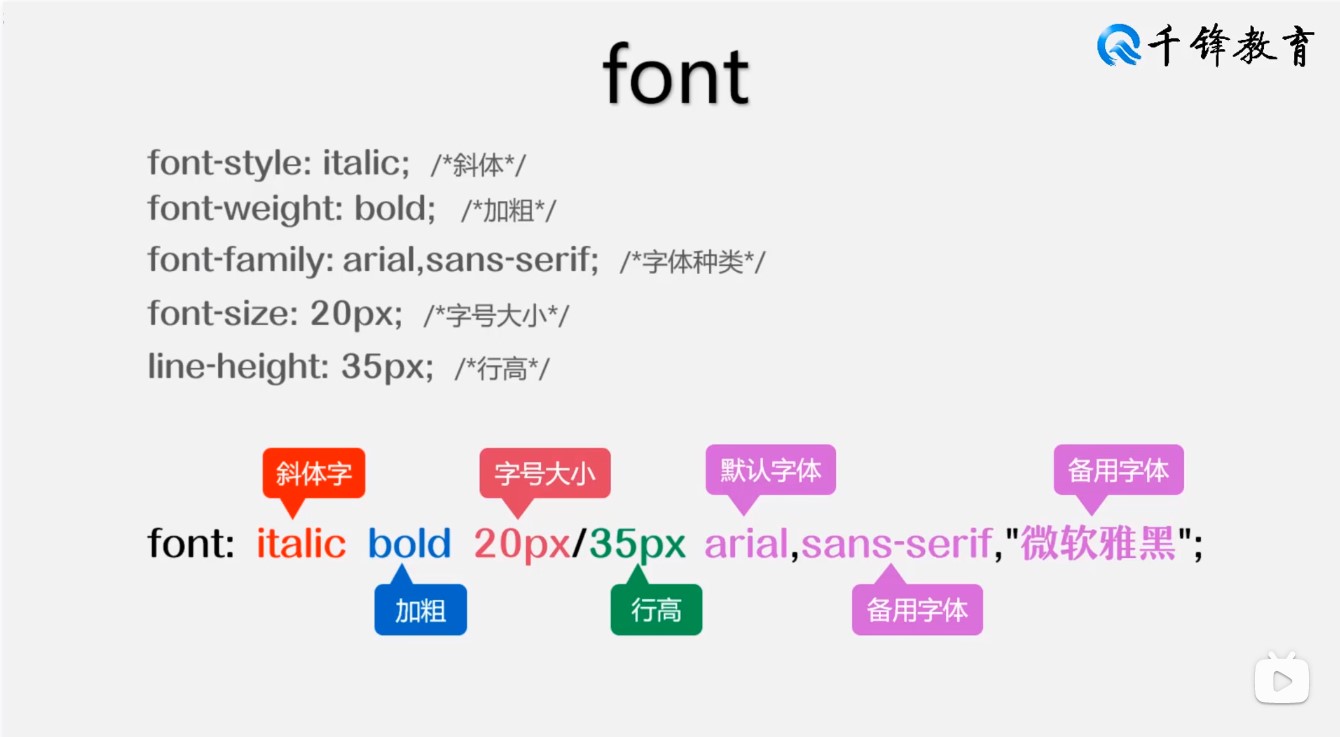 千锋教育
font
font-style: italic; /*斜体*/
font-weight: bold; /*加粗*/
font-family: arial,sans-serif; /*字体种类*/
font-size: 20px; /*字号大小*/
line-height: 35px; /*行高*/
斜体字 字号大小 默认字体 备用字体
font: italic bold 20px/35px arial,sans-serif,"微软雅黑";
加粗 行高 备用字体